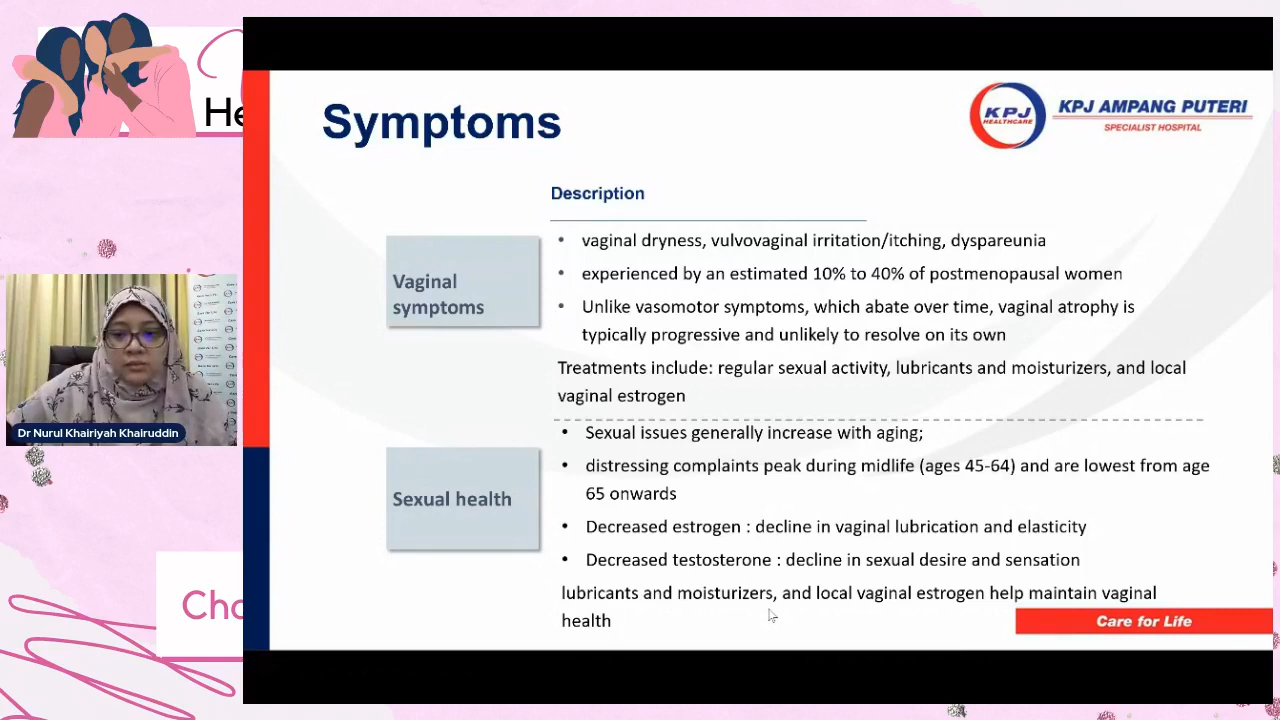 He
Symptoms
KPJ
HEALTHCARE
KPJ AMPANG PUTERI
SPECIALIST HOSPITAL
Description
Vaginal
symptoms
• vaginal dryness, vulvovaginal irritation/itching, dyspareunia
• experienced by an estimated 10% to 40% of postmenopausal women
• Unlike vasomotor symptoms, which abate over time, vaginal atrophy is
typically progressive and unlikely to resolve on its own
Treatments include: regular sexual activity, lubricants and moisturizers, and local
vaginal estrogen
Sexual health
• Sexual issues generally increase with aging;
• distressing complaints peak during midlife (ages 45-64) and are lowest from age
65 onwards
• Decreased estrogen : decline in vaginal lubrication and elasticity
• Decreased testosterone : decline in sexual desire and sensation
lubricants and moisturizers, and local vaginal estrogen help maintain vaginal
health
Care for Life
Dr Nurul Khairiyah Khairuddin
Cha